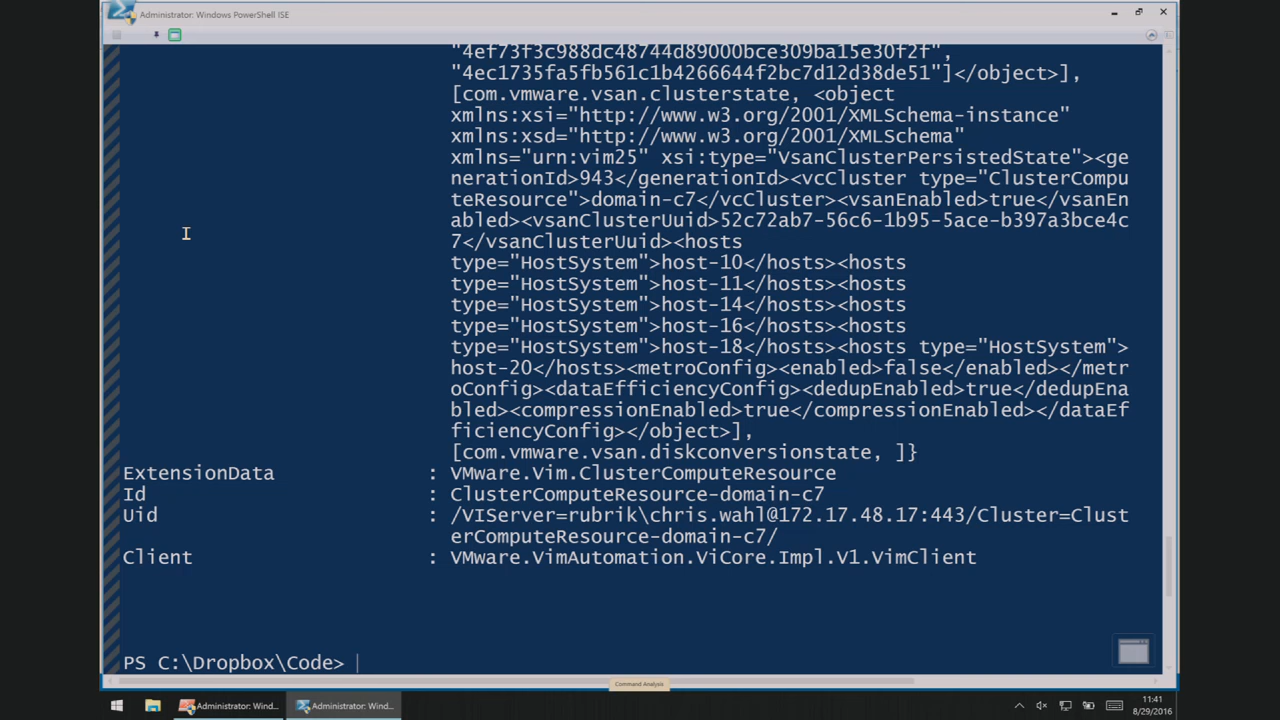 Administrator: Windows PowerShell ISE
"4ef73f3c988dc48744d89000bce309ba15e30f2f",
"4ec1735fa5fb561c1b4266644f2bc7d12d38de51"]</object>],
[com.vmware.vsan.clusterstate, <object
xmlns:xsi="http://www.w3.org/2001/XMLSchema-instance"
xmlns:xsd="http://www.w3.org/2001/XMLSchema"
xmlns="urn:vim25" xsi:type="VsanClusterPersistedState"><ge
nerationId>943</generationId><vcCluster type="ClusterCompu
teResource">domain-c7</vcCluster><vsanEnabled>true</vsanEn
abled><vsanClusterUuid>52c72ab7-56c6-1b95-5ace-b397a3bce4c
7</vsanClusterUuid><hosts
type="HostSystem">host-10</hosts><hosts
type="HostSystem">host-11</hosts><hosts
type="HostSystem">host-14</hosts><hosts
type="HostSystem">host-16</hosts><hosts
type="HostSystem">host-18</hosts><hosts type="HostSystem">
host-20</hosts><metroConfig><enabled>false</enabled></metr
oConfig><dataEfficiencyConfig><dedupEnabled>true</dedupEna
bled><compressionEnabled>true</compressionEnabled></dataEf
ficiencyConfig></object>],
[com.vmware.vsan.diskconversionstate, ]}
ExtensionData : VMware.Vim.ClusterComputeResource
Id : ClusterComputeResource-domain-c7
Uid : /VIServer=rubrik\chris.wahl@172.17.48.17:443/Cluster=Clust
erComputeResource-domain-c7/
Client : VMware.VimAutomation.ViCore.Impl.V1.VimClient
PS C:\Dropbox\Code>
Command Analysis
Administrator: Wind...
Administrator: Wind...
11:41
8/29/2016